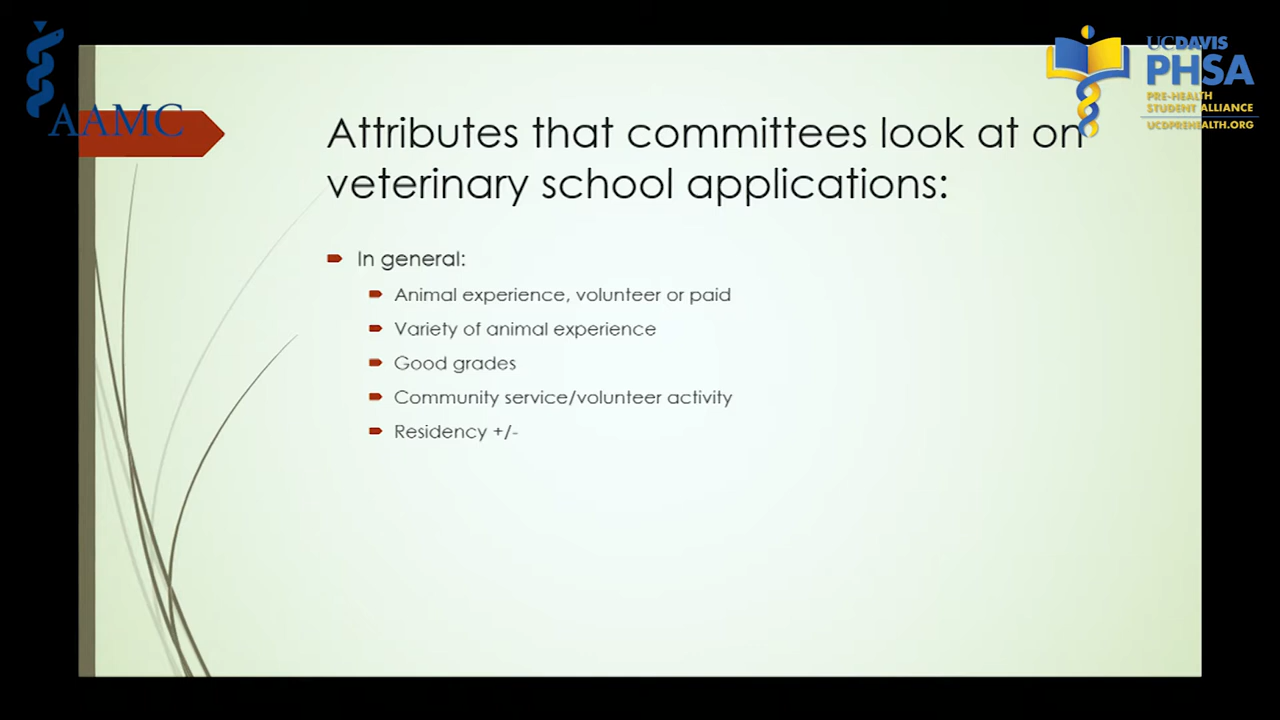 AAMC
UCDAVIS
PHSA
PRE-HEALTH
STUDENT ALLIANCE
UCDPREHEALTH.ORG
Attributes that committees look at on
veterinary school applications:
In general:
Animal experience, volunteer or paid
Variety of animal experience
Good grades
Community service/volunteer activity
Residency +/-